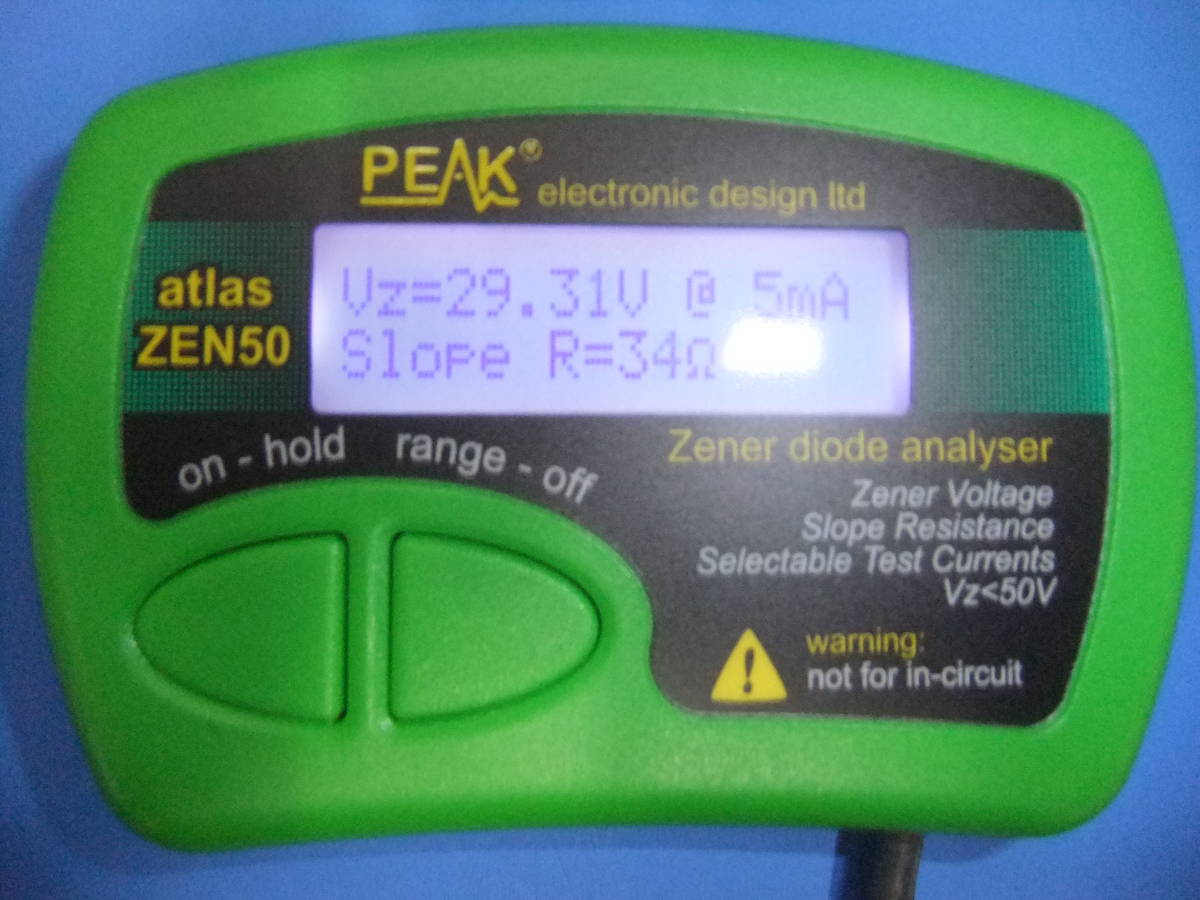 PEAK® electronic design ltd
atlas
ZEN50
Vz=29.31V @ 5mA
Slope R=34Ω
on - hold range - off
Zener diode analyser
Zener Voltage
Slope Resistance
Selectable Test Currents
Vz<50V
warning:
not for in-circuit